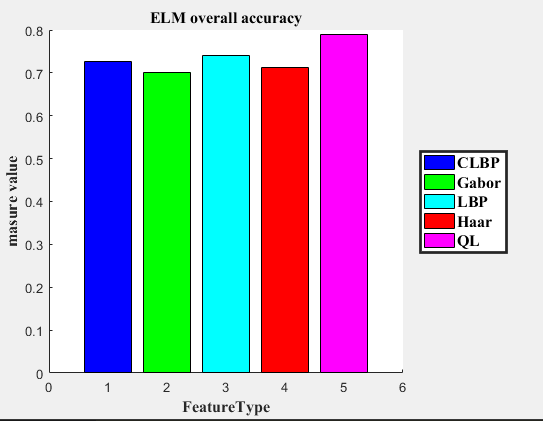 ELM overall accuracy
0.8
0.7
0.6
0.5
0.4
0.3
0.2
0.1
0
masure value
0 1 2 3 4 5 6
FeatureType
CLBP
Gabor
LBP
Haar
QL